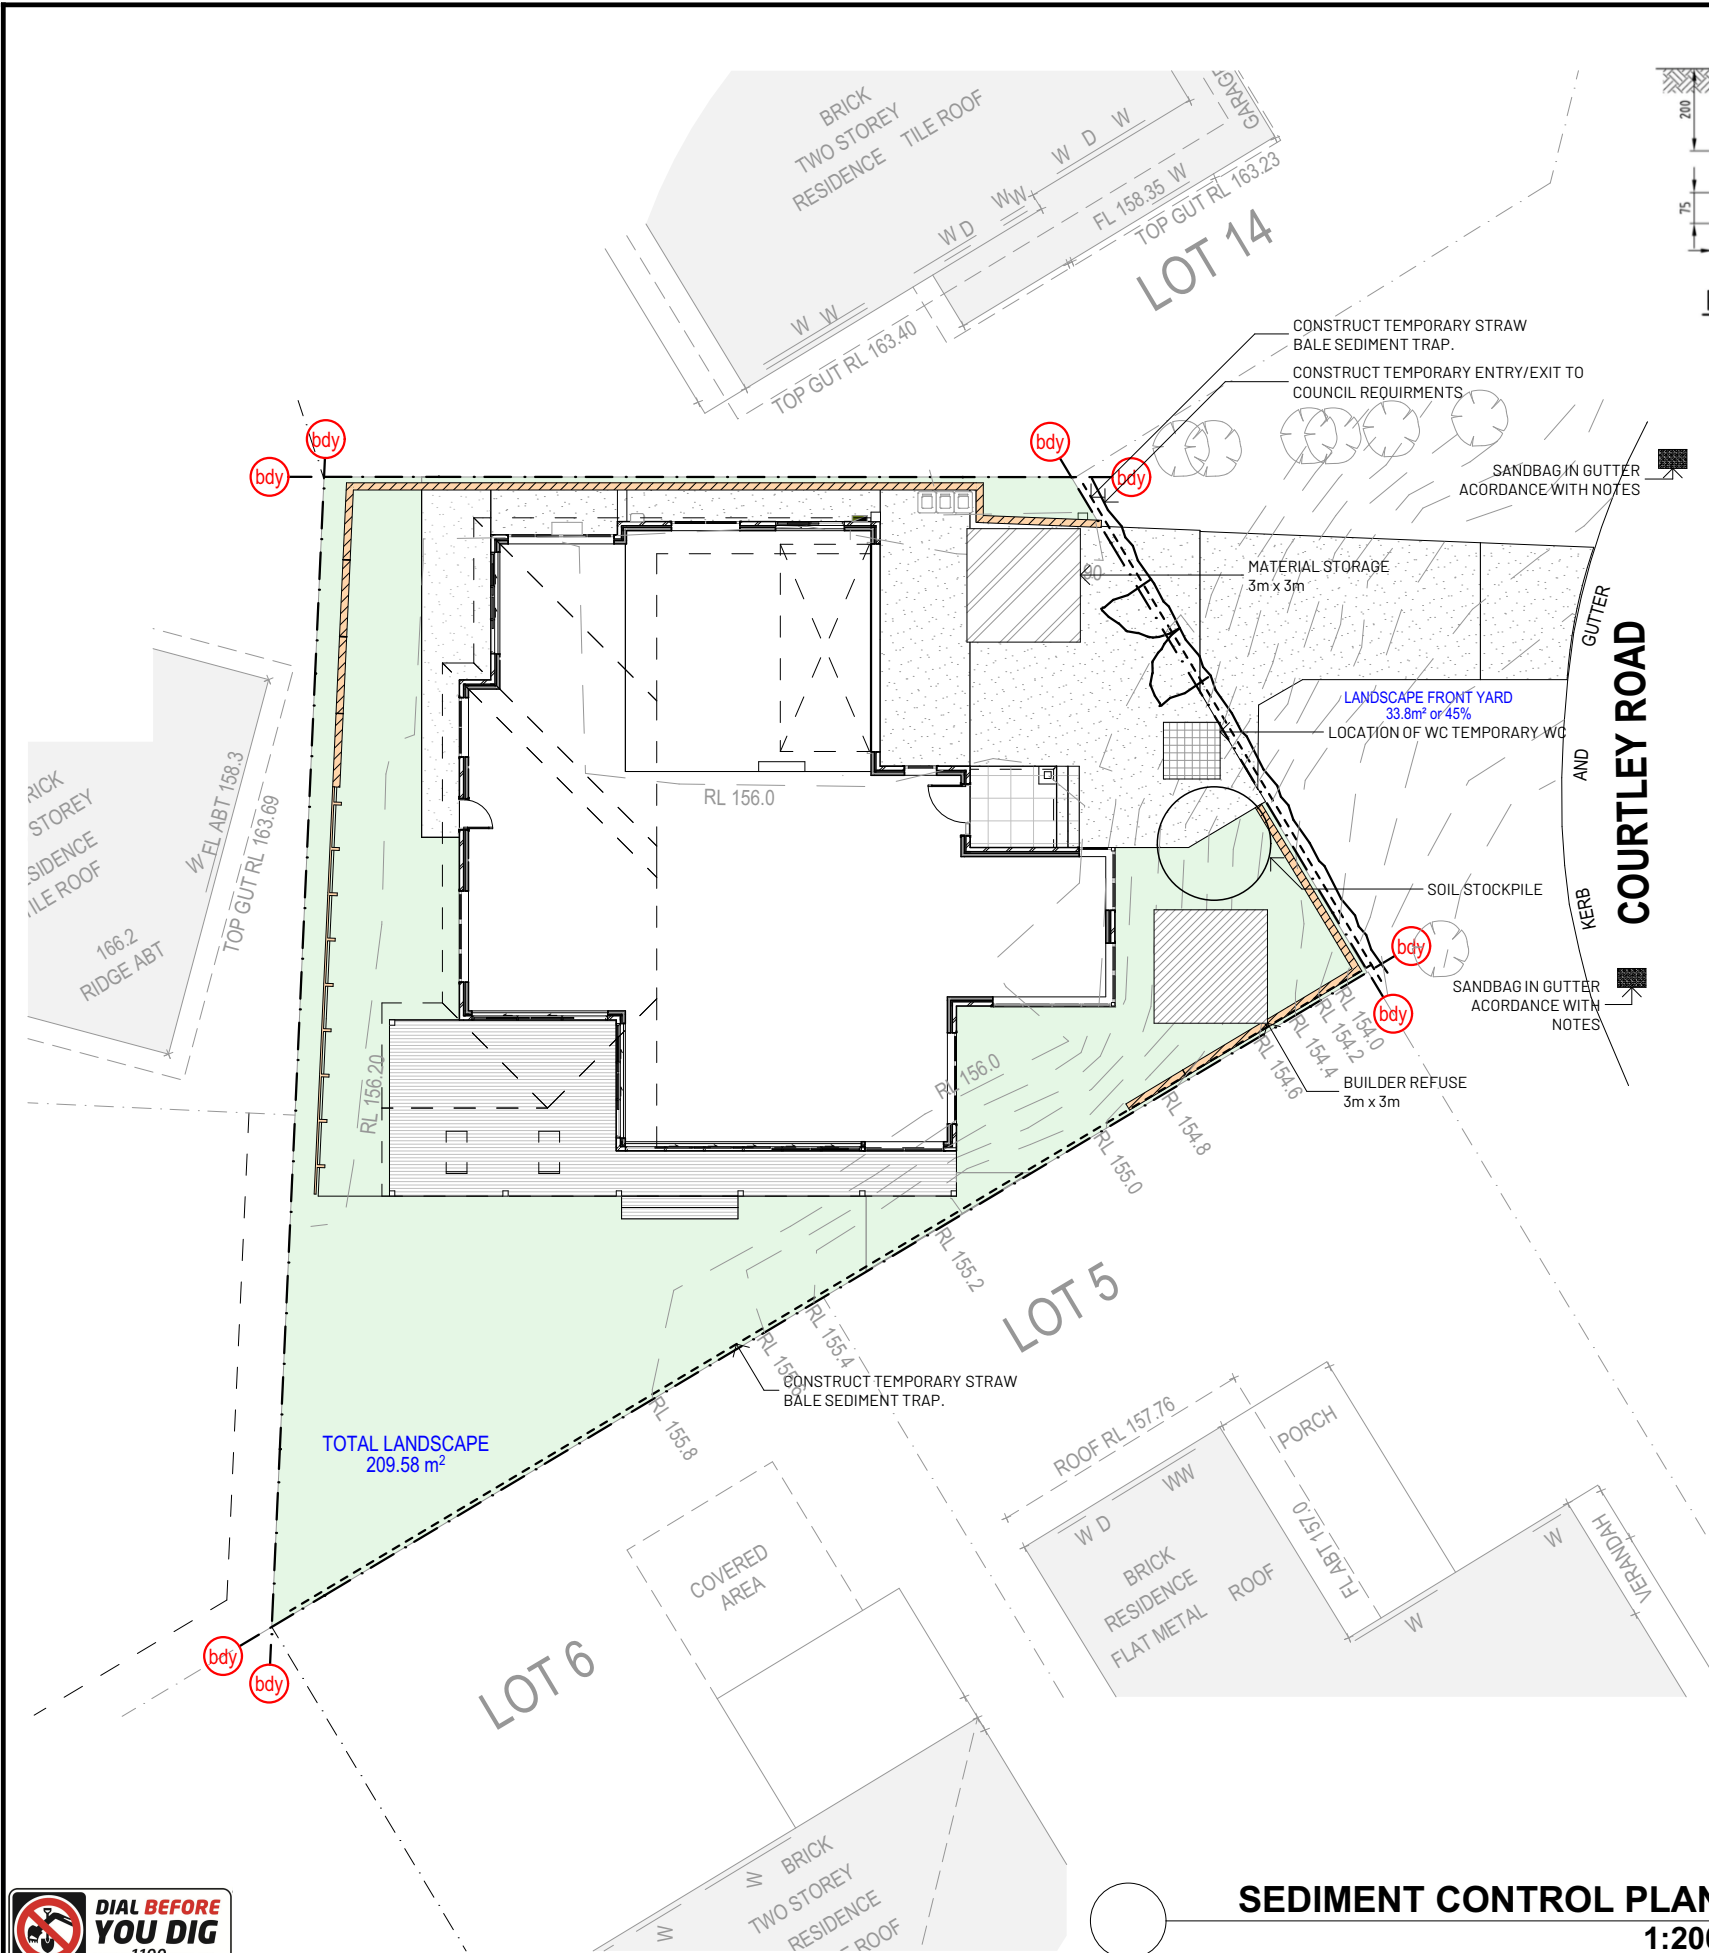 BRICK
TWO STOREY
RESIDENCE
TILE ROOF
W D W
WW
W D
W W
FL 158.35 W
TOP GUT RL 163.23
TOP GUT RL 163.40
LOT 14
200
75
CONSTRUCT TEMPORARY STRAW
BALE SEDIMENT TRAP.
CONSTRUCT TEMPORARY ENTRY/EXIT TO
COUNCIL REQUIRMENTS
bdy
bdy
bdy
bdy
SANDBAG IN GUTTER
ACORDANCE WITH NOTES
MATERIAL STORAGE
3m x 3m
GUTTER
AND
KERB
COURTLEY ROAD
LANDSCAPE FRONT YARD
33.8m² or 45%
LOCATION OF WC TEMPORARY WC
RL 156.0
SOIL STOCKPILE
STOREY
TILE ROOF
W EL ABT 158.3
TOP GUT RL 163.69
166.2
RIDGE ABT
bdy
bdy
SANDBAG IN GUTTER
ACORDANCE WITH
NOTES
RL 154.0
RL 154.2
RL 154.4
RL 154.6
RL 154.8
RL 155.0
RL 155.2
RL 155.4
RL 155.8
RL 156.0
RL 156.20
BUILDER REFUSE
3m x 3m
LOT 5
CONSTRUCT TEMPORARY STRAW
BALE SEDIMENT TRAP.
TOTAL LANDSCAPE
209.58 m²
ROOF RL 157.76
PORCH
WW
W D
BRICK
RESIDENCE
FLAT METAL ROOF
FL ABT 157.0
W
W
VERANDAH
COVERED
AREA
LOT 6
bdy
bdy
W
W
BRICK
TWO STOREY
RESIDENCE
ROOF
DIAL BEFORE
YOU DIG
SEDIMENT CONTROL PLAN
1:200